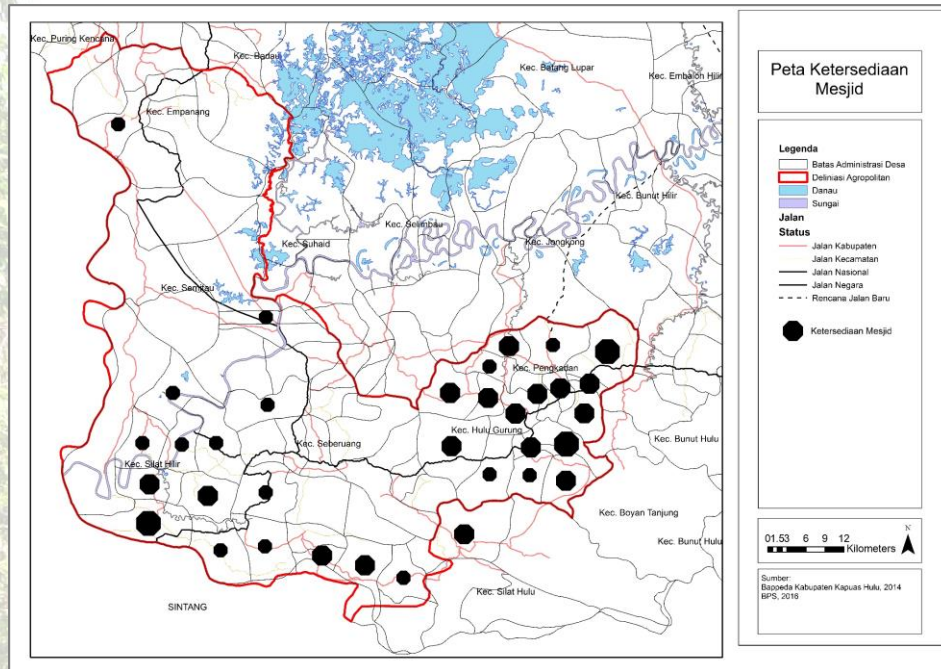 Kec. Puring Kencana
Kec. Badau
Kec. Batang Lupar
Kec. Embaloh Hilir
Kec. Empanang
Kec. Bunut Hilir
Kec. Selimbau
Kec. Suhaid
Kec. Jongkong
Kec. Semitau
Kec. Pengkadan
Kec. Hulu Gurung
Kec. Seberuang
Kec. Bunut Hulu
Kec. Silat Hilir
Kec. Boyan Tanjung
Kec. Bunut Hulu
Kec. Silat Hulu
SINTANG
Peta Ketersediaan
Mesjid
Legenda
Batas Administrasi Desa
Deliniasi Agropolitan
Danau
Sungai
Jalan
Status
Jalan Kabupaten
Jalan Kecamatan
Jalan Nasional
Jalan Negara
Rencana Jalan Baru
Ketersediaan Mesjid
N
01.53 6 9 12
Kilometers
Sumber:
Bappeda Kabupaten Kapuas Hulu, 2014
BPS, 2016